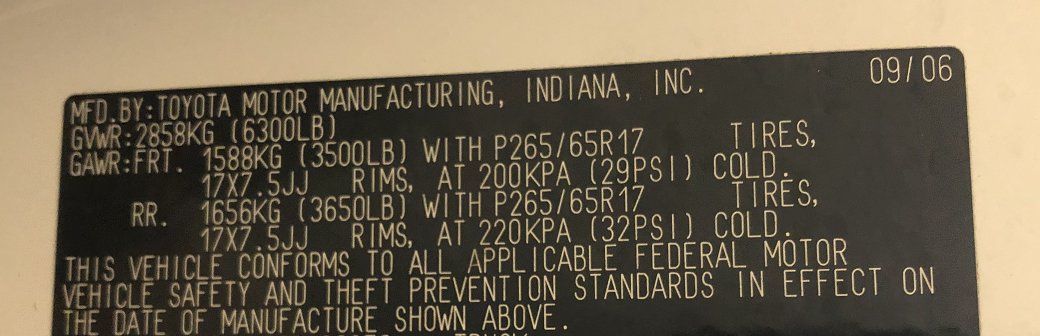 MFD.BY:TOYOTA MOTOR MANUFACTURING, INDIANA, INC. 09/06
GVWR:2858KG (6300LB)
GAWR:FRT. 1588KG (3500LB) WITH P265/65R17 TIRES,
17X7.5JJ RIMS, AT 200KPA (29PSI) COLD.
RR. 1656KG (3650LB) WITH P265/65R17 TIRES,
17X7.5JJ RIMS, AT 220KPA (32PSI) COLD.
THIS VEHICLE CONFORMS TO ALL APPLICABLE FEDERAL MOTOR
VEHICLE SAFETY AND THEFT PREVENTION STANDARDS IN EFFECT ON
THE DATE OF MANUFACTURE SHOWN ABOVE.